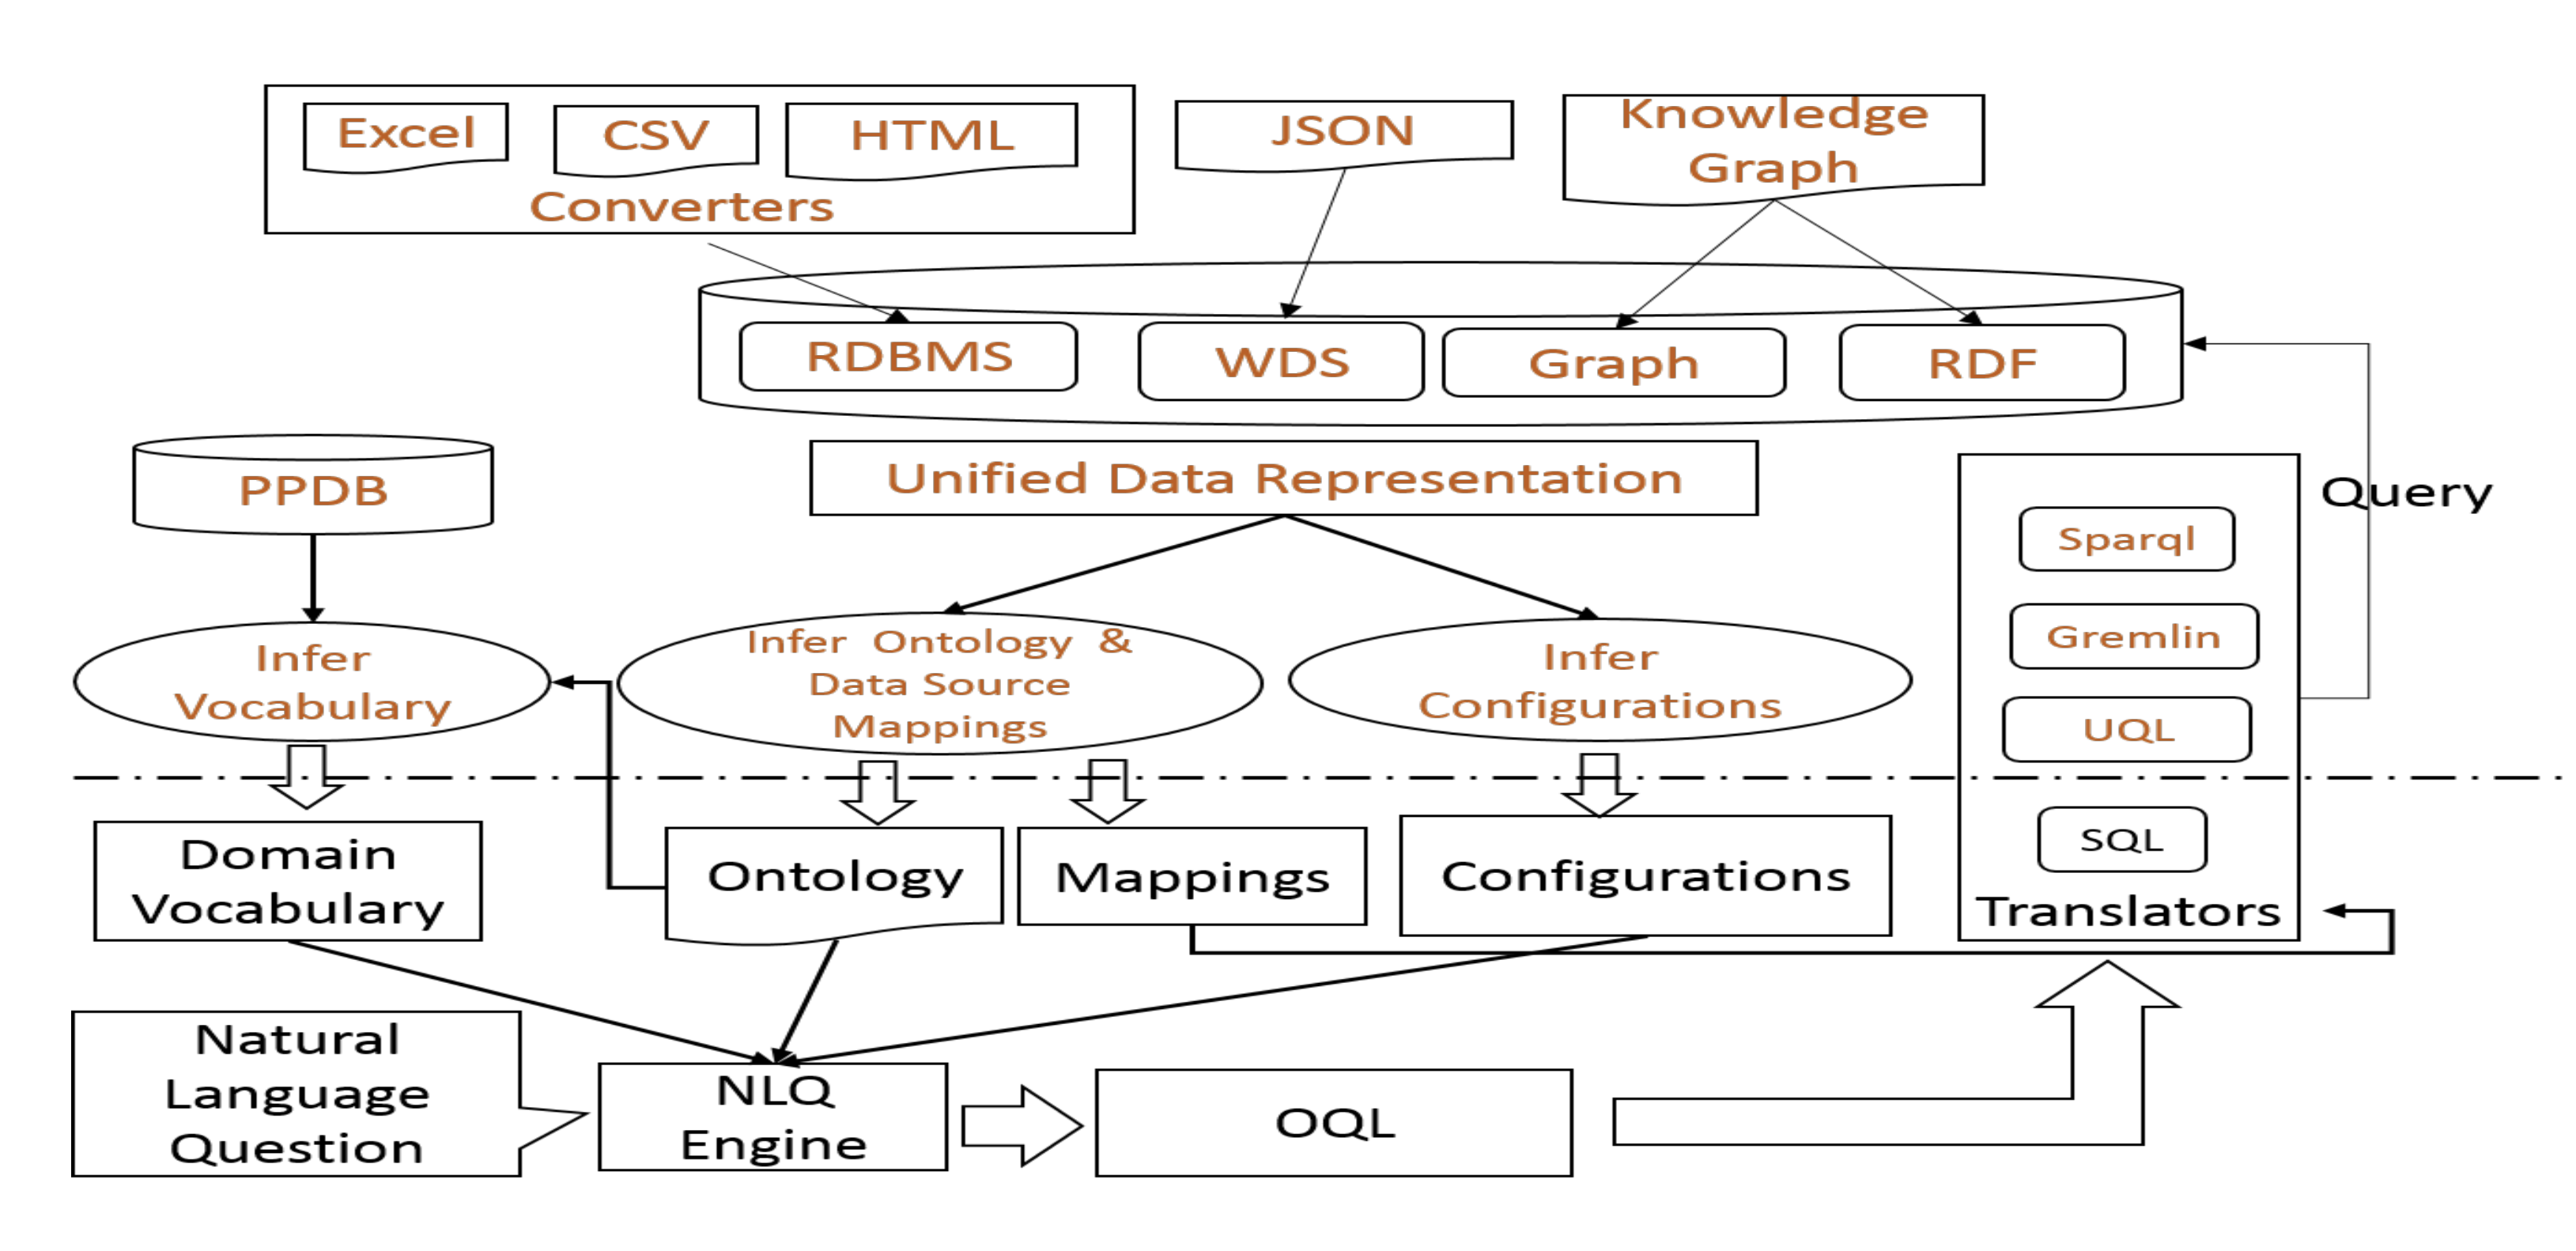 Excel
CSV
HTML
Converters
JSON
Knowledge
Graph
RDBMS
WDS
Graph
RDF
PPDB
Unified Data Representation
Query
Sparql
Gremlin
UQL
SQL
Translators
Infer
Vocabulary
Infer Ontology &
Data Source
Mappings
Infer
Configurations
Domain
Vocabulary
Ontology
Mappings
Configurations
Natural
Language
Question
NLQ
Engine
OQL